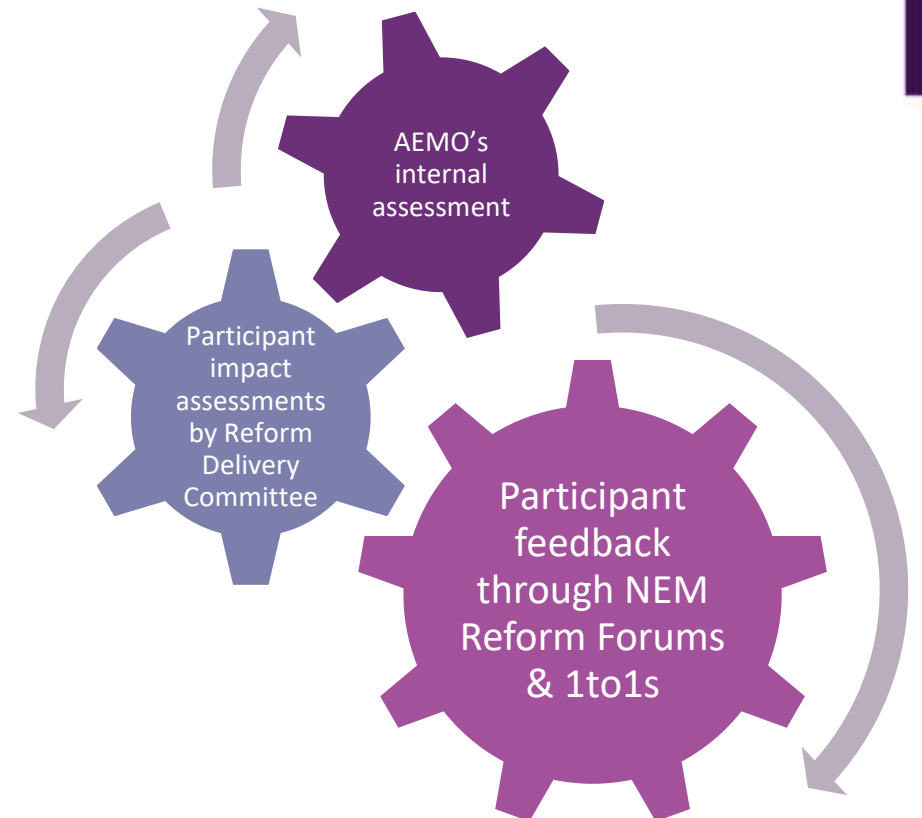 AEMO’s
internal
assessment
Participant
impact
assessments
by Reform
Delivery
Committee
Participant
feedback
through NEM
Reform Forums
& 1to1s